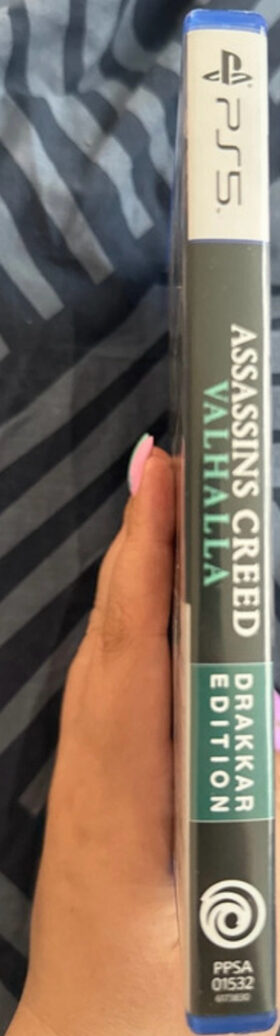 PS5
ASSASSINS CREED
VALHALLA
DRAKKAR
EDITION
PPSA
01532